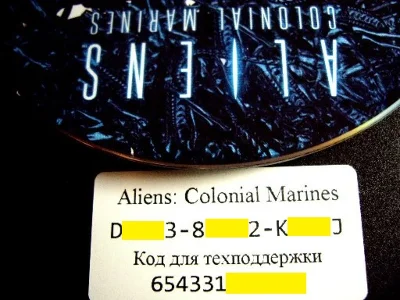 ALIENS
COLONIAL MARINES
Aliens: Colonial Marines
D 3-8 2-K J
Код для техподдержки
654331